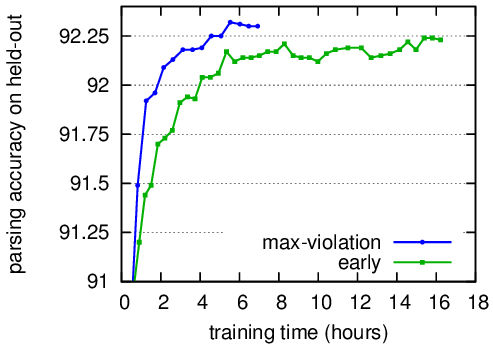 parsing accuracy on held-out
92.25
92
91.75
91.5
91.25
91
max-violation
early
0 2 4 6 8 10 12 14 16 18
training time (hours)